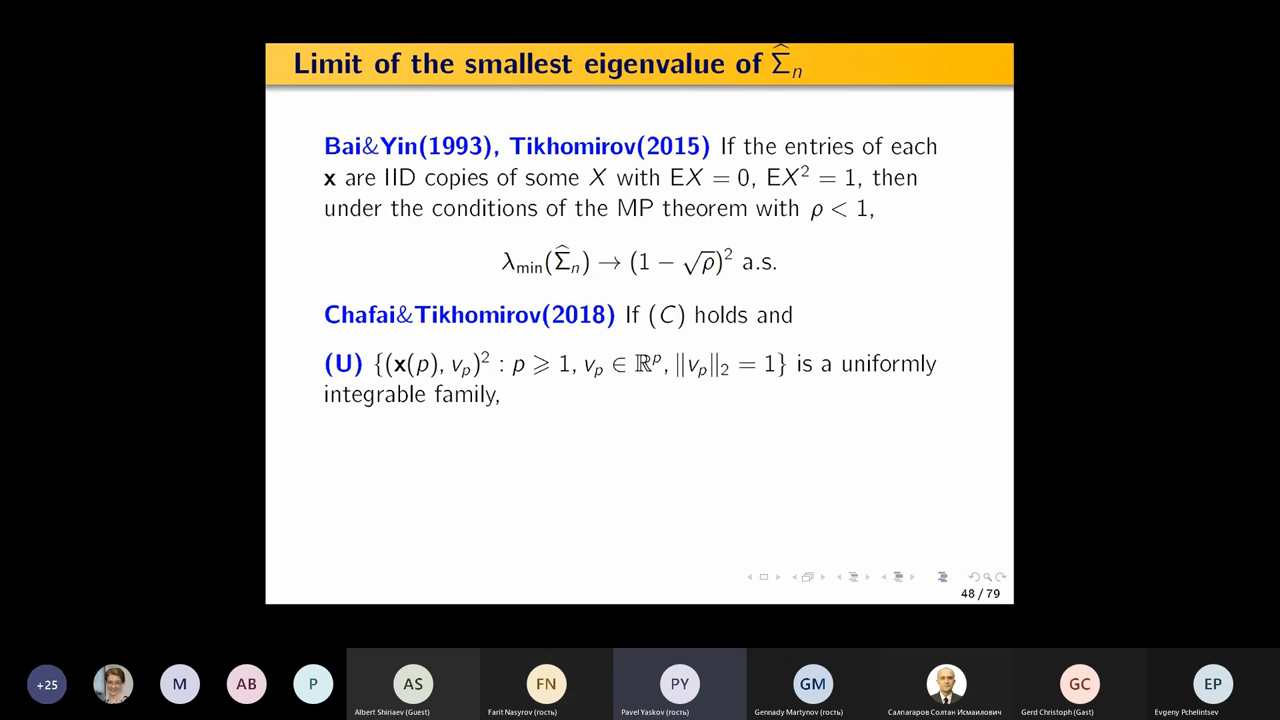 Limit of the smallest eigenvalue of Σ̂ₙ
Bai&Yin(1993), Tikhomirov(2015) If the entries of each
x are IID copies of some X with EX = 0, EX² = 1, then
under the conditions of the MP theorem with ρ < 1,
λ_min(Σ̂ₙ) → (1 − √ρ)² a.s.
Chafai&Tikhomirov(2018) If (C) holds and
(U) {(x(p), v_p)² : p ⩾ 1, v_p ∈ ℝᵖ, ‖v_p‖₂ = 1} is a uniformly
integrable family,
48 / 79
+25
M
AB
P
AS
FN
PY
GM
GC
EP
Albert Shiriaev (Guest)
Farit Nasyrov (гость)
Pavel Yaskov (гость)
Gennady Martynov (гость)
Салпагаров Солтан Исмаилович
Gerd Christoph (Gast)
Evgeny Pchelintsev